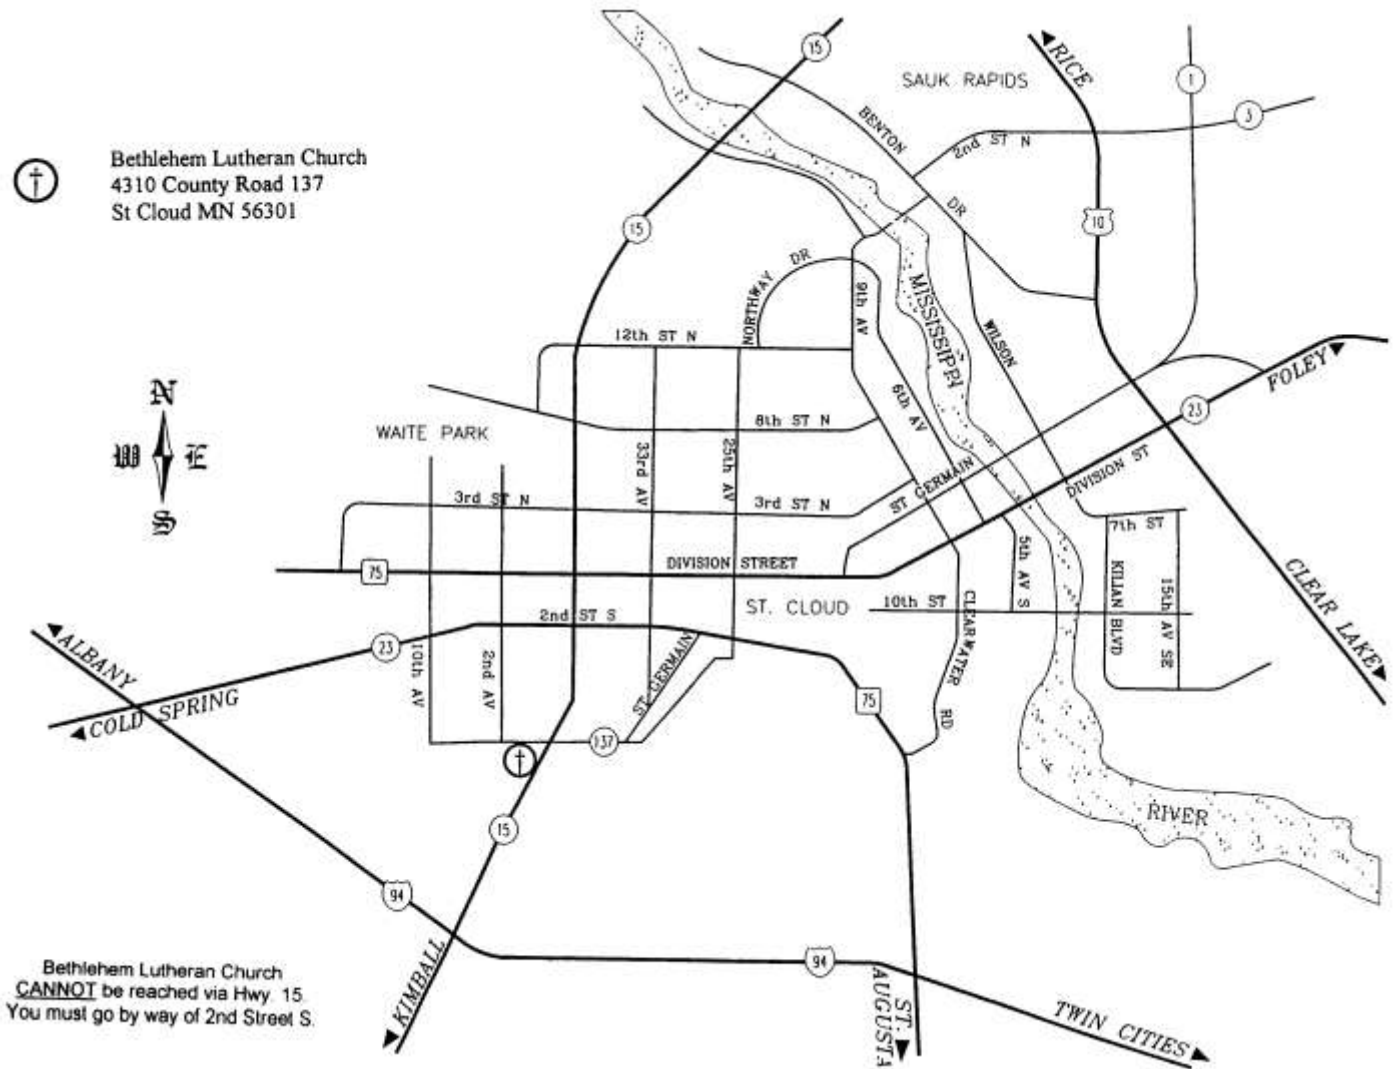 15
SAUK RAPIDS
RICE
1
3
BENTON
2nd ST N
Bethlehem Lutheran Church
4310 County Road 137
St Cloud MN 56301
DR
10
15
NORTHWAY DR
9th AV
MISSISSIPPI
WILSON
12th ST N
FOLEY
6th AV
23
8th ST N
WAITE PARK
N
W E
S
33rd AV
25th AV
ST GERMAIN
DIVISION ST
3rd ST N
3rd ST N
7th ST
75
DIVISION STREET
5th AV S
KILIAN BLVD
15th AV SE
CLEAR LAKE
ST. CLOUD
10th ST
CLEARWATER
RD
2nd ST S
23
ALBANY
COLD SPRING
10th AV
2nd AV
ST. GERMAIN
75
137
15
RIVER
94
94
KIMBALL
ST.
AUGUSTA
TWIN CITIES
Bethlehem Lutheran Church
CANNOT be reached via Hwy. 15.
You must go by way of 2nd Street S.